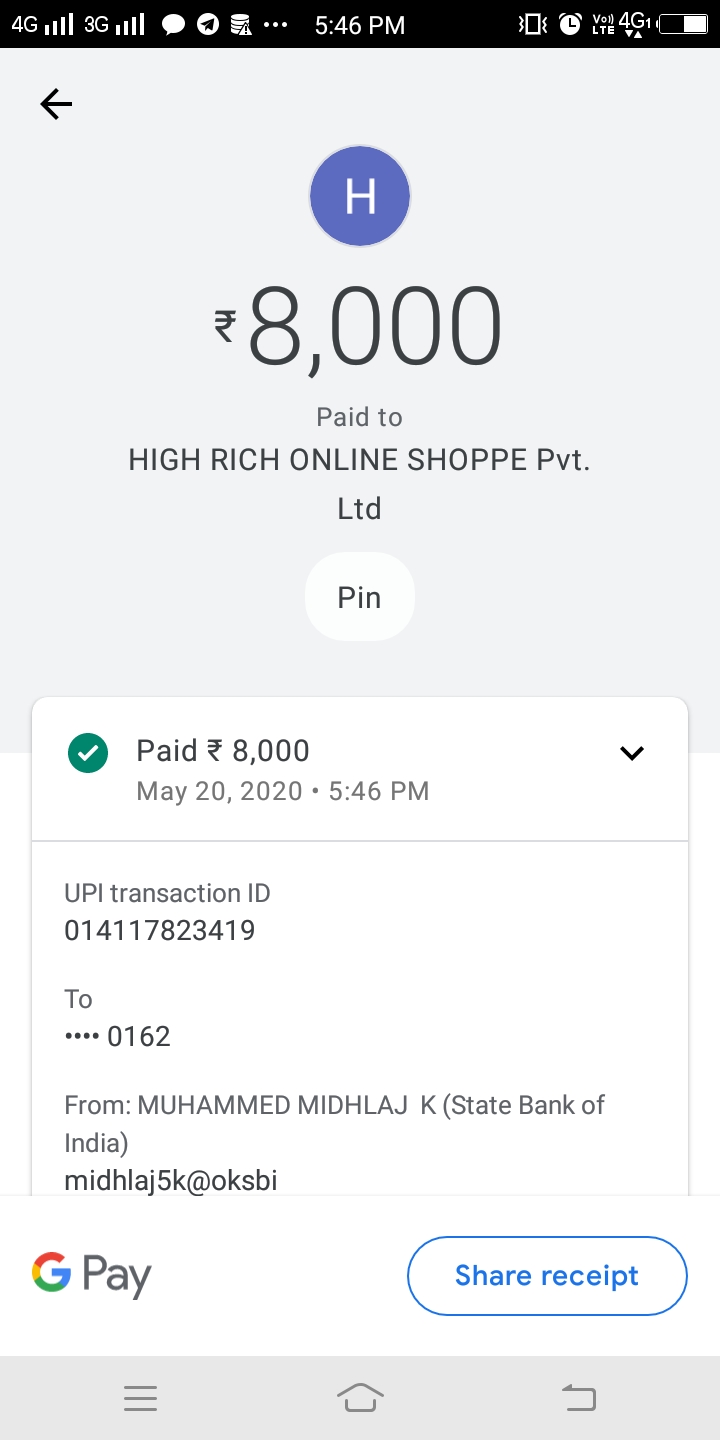 4G 3G 5:46 PM Vo)) LTE 4G1
H
₹8,000
Paid to
HIGH RICH ONLINE SHOPPE Pvt.
Ltd
Pin
Paid ₹ 8,000
May 20, 2020 • 5:46 PM
UPI transaction ID
014117823419
To
•••• 0162
From: MUHAMMED MIDHLAJ  K (State Bank of
India)
midhlaj5k@oksbi
G Pay
Share receipt